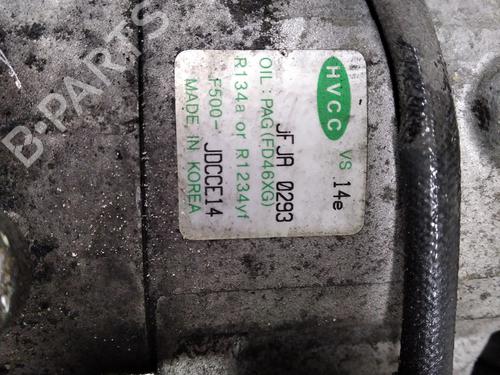 HVCC VS 14e
JFJA 0293
OIL : PAG(FD46XG)
R134a or R1234yf
F500- JDCCE14
MADE IN KOREA
B-PARTS